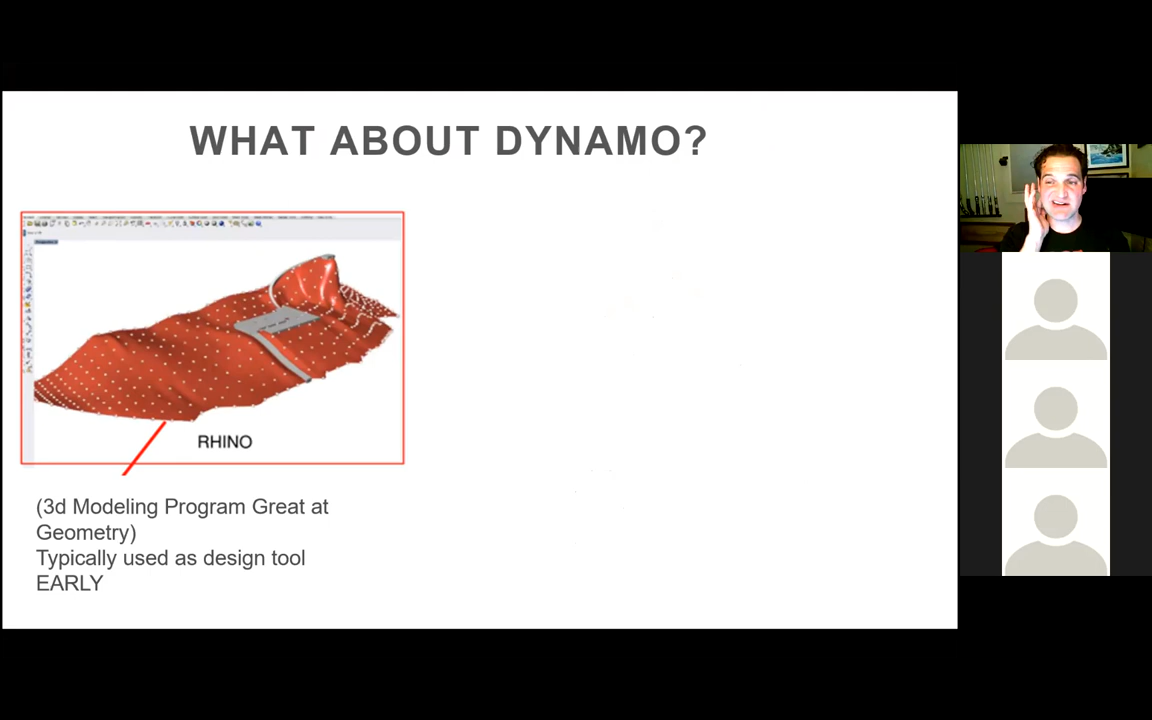 WHAT ABOUT DYNAMO?
RHINO
(3d Modeling Program Great at
Geometry)
Typically used as design tool
EARLY